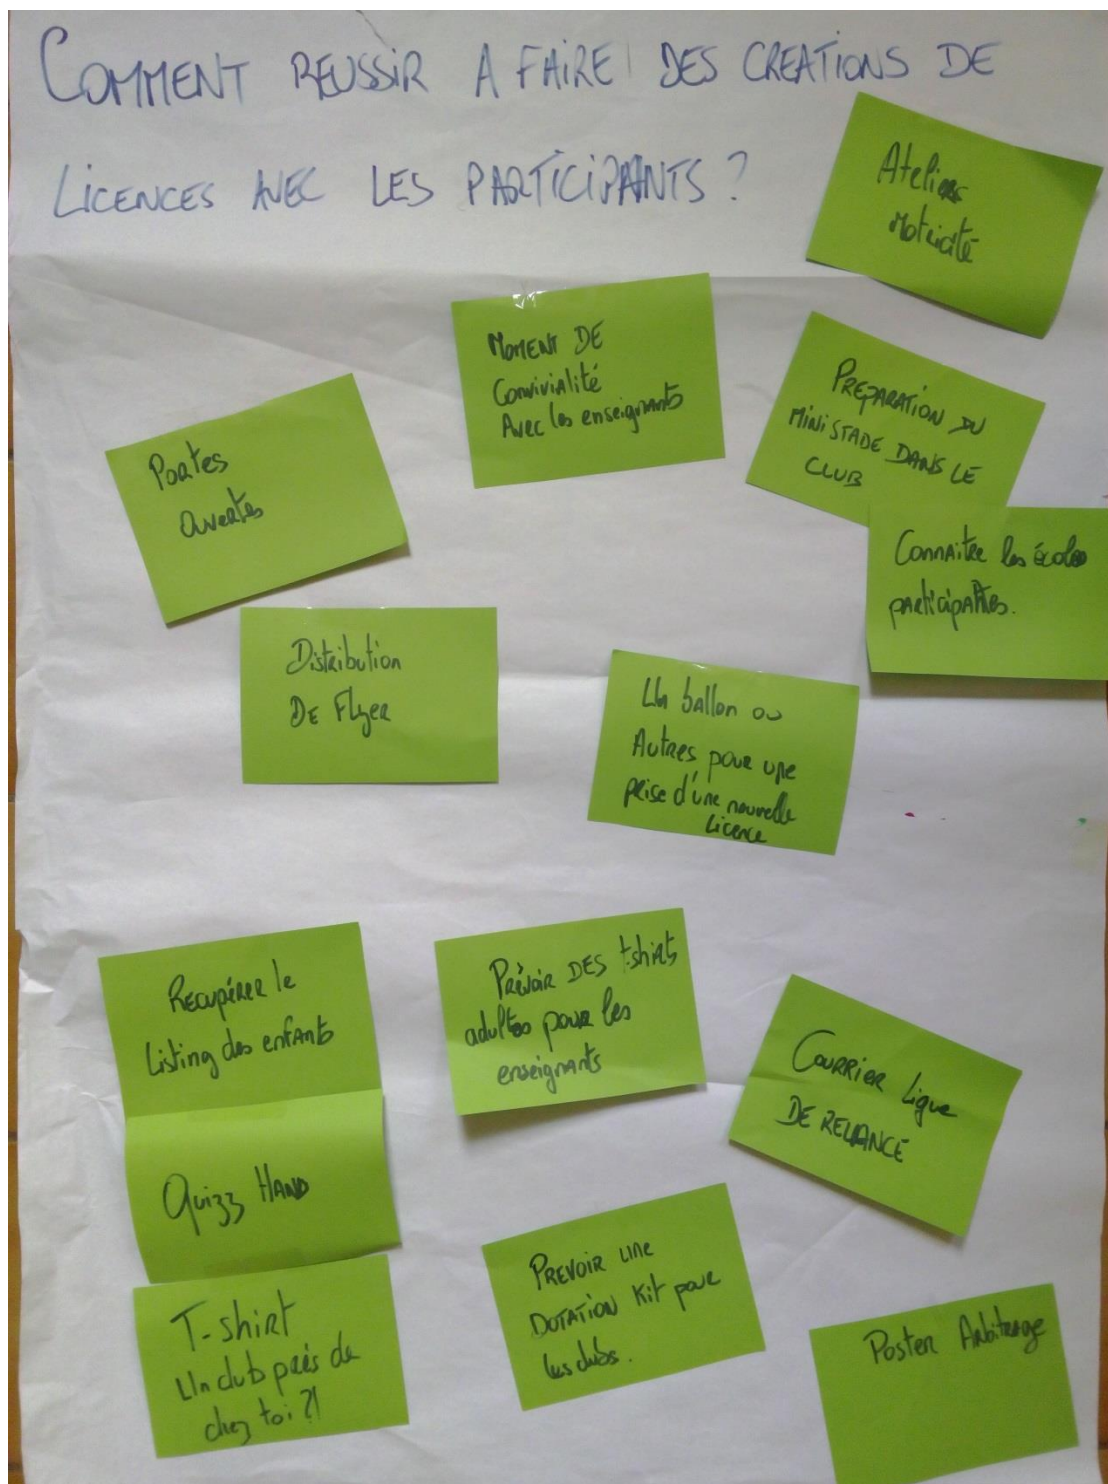 COMMENT REUSSIR A FAIRE DES CREATIONS DE
LICENCES AVEC LES PARTICIPANTS ?
Ateliers
Motricité
MOMENT DE
Convivialité
Avec les enseignants
PREPARATION DU
MINISTADE DANS LE
CLUB
Portes
Ouvertes
Connaitre les écoles
participantes.
Distribution
DE Flyer
Un ballon ou
Autres pour une
prise d'une nouvelle
Licence
Recupérer le
Listing des enfants
Prévoir DES t-shirts
adultes pour les
enseignants
COURRIER Ligue
DE RELANCE
Quizz HAND
PREVOIR UNE
DOTATION Kit pour
les clubs.
T-shirt
Un club près de
chez toi ?!
Poster Arbitrage